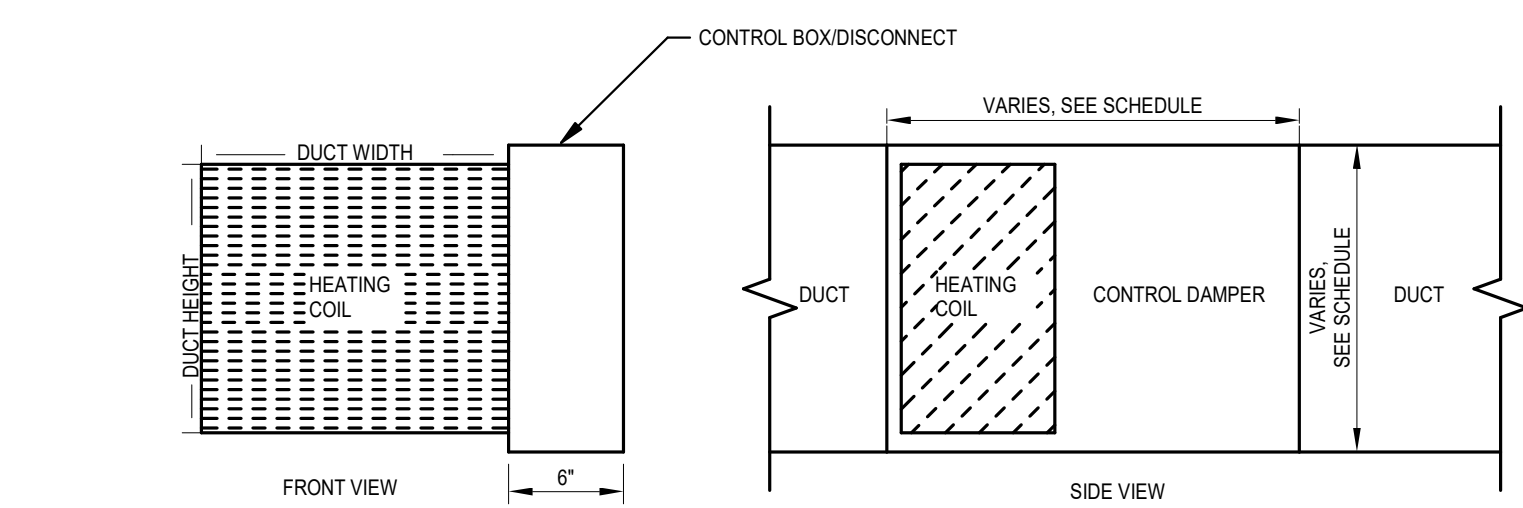 CONTROL BOX/DISCONNECT
DUCT WIDTH
DUCT HEIGHT
HEATING
COIL
6"
FRONT VIEW
VARIES, SEE SCHEDULE
DUCT
HEATING
COIL
CONTROL DAMPER
VARIES,
SEE SCHEDULE
DUCT
SIDE VIEW